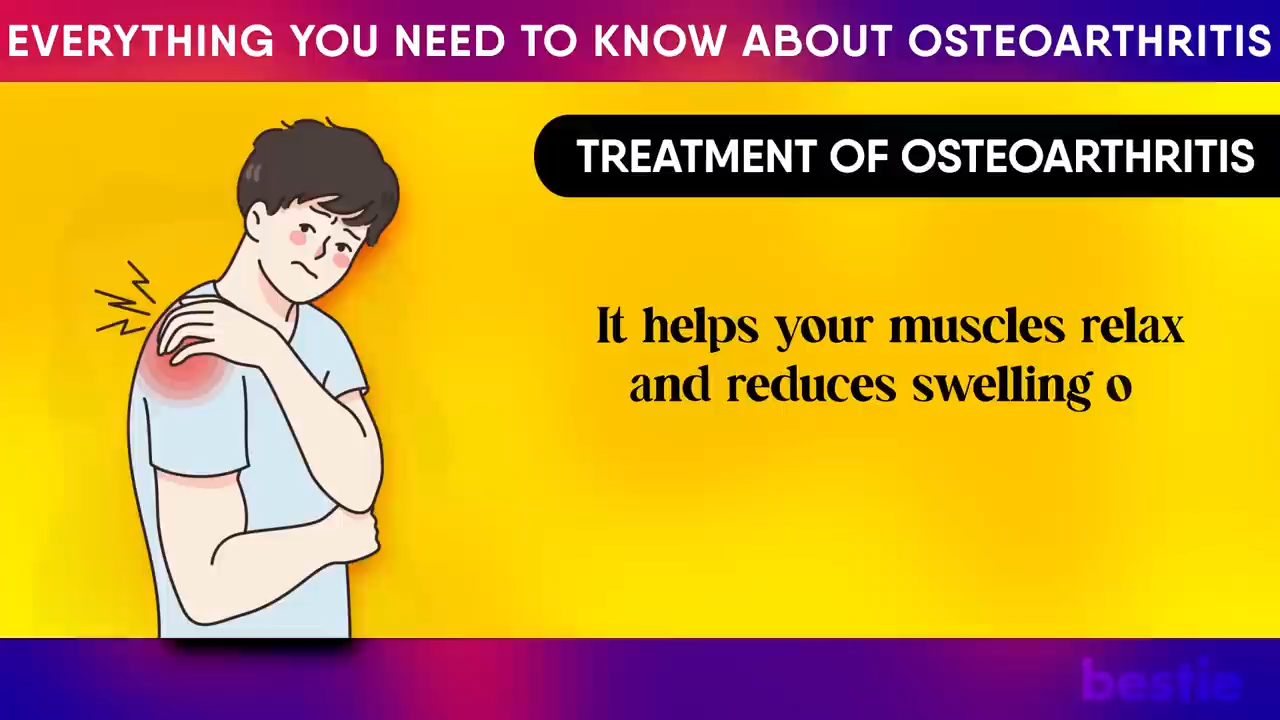 EVERYTHING YOU NEED TO KNOW ABOUT OSTEOARTHRITIS
TREATMENT OF OSTEOARTHRITIS
It helps your muscles relax
and reduces swelling o
bestie